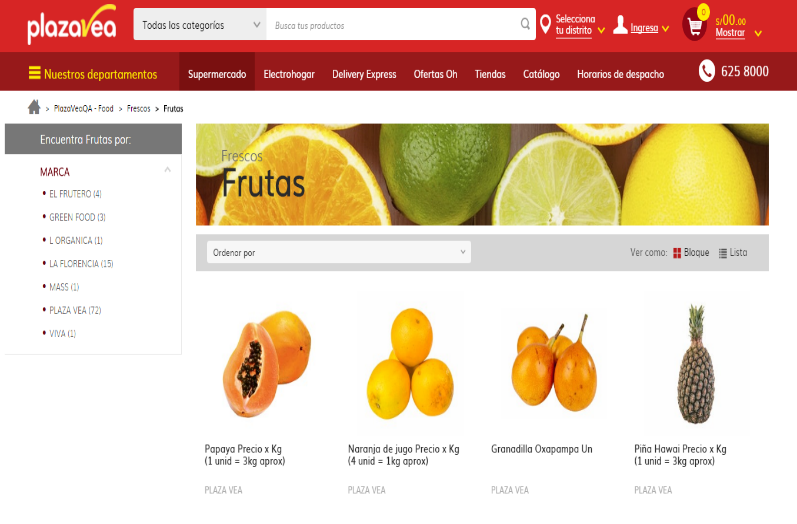 plazavea
Todas las categorías
Busca tus productos
Selecciona
tu distrito
Ingresa
0
S/00.00
Mostrar
Nuestros departamentos
Supermercado
Electrohogar
Delivery Express
Ofertas Oh
Tiendas
Catálogo
Horarios de despacho
625 8000
> PlazaVeaQA - Food > Frescos > Frutas
Encuentra Frutas por:
MARCA
EL FRUTERO (4)
GREEN FOOD (3)
L ORGANICA (1)
LA FLORENCIA (15)
MASS (1)
PLAZA VEA (72)
VIVA (1)
Frescos
Frutas
Ordenar por
Ver como: Bloque Lista
Papaya Precio x Kg
(1 unid = 3kg aprox)
PLAZA VEA
Naranja de jugo Precio x Kg
(4 unid = 1kg aprox)
PLAZA VEA
Granadilla Oxapampa Un
PLAZA VEA
Piña Hawai Precio x Kg
(1 unid = 3kg aprox)
PLAZA VEA